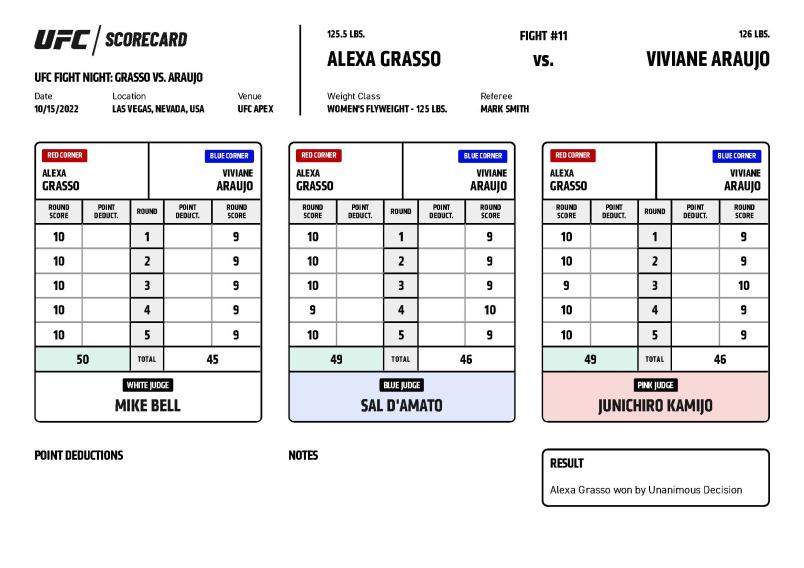 UFC SCORECARD
UFC FIGHT NIGHT: GRASSO VS. ARAUJO
Date Location Venue
10/15/2022 LAS VEGAS, NEVADA, USA UFC APEX
125.5 LBS. FIGHT #11 126 LBS.
ALEXA GRASSO VS. VIVIANE ARAUJO
Weight Class Referee
WOMEN'S FLYWEIGHT - 125 LBS. MARK SMITH
RED CORNER BLUE CORNER
ALEXA VIVIANE
GRASSO ARAUJO
ROUND SCORE POINT DEDUCT. ROUND POINT DEDUCT. ROUND SCORE
10 1 9
10 2 9
10 3 9
10 4 9
10 5 9
50 TOTAL 45
WHITE JUDGE
MIKE BELL
RED CORNER BLUE CORNER
ALEXA VIVIANE
GRASSO ARAUJO
ROUND SCORE POINT DEDUCT. ROUND POINT DEDUCT. ROUND SCORE
10 1 9
10 2 9
10 3 9
9 4 10
10 5 9
49 TOTAL 46
BLUE JUDGE
SAL D'AMATO
RED CORNER BLUE CORNER
ALEXA VIVIANE
GRASSO ARAUJO
ROUND SCORE POINT DEDUCT. ROUND POINT DEDUCT. ROUND SCORE
10 1 9
10 2 9
9 3 10
10 4 9
10 5 9
49 TOTAL 46
PINK JUDGE
JUNICHIRO KAMIJO
POINT DEDUCTIONS
NOTES
RESULT
Alexa Grasso won by Unanimous Decision